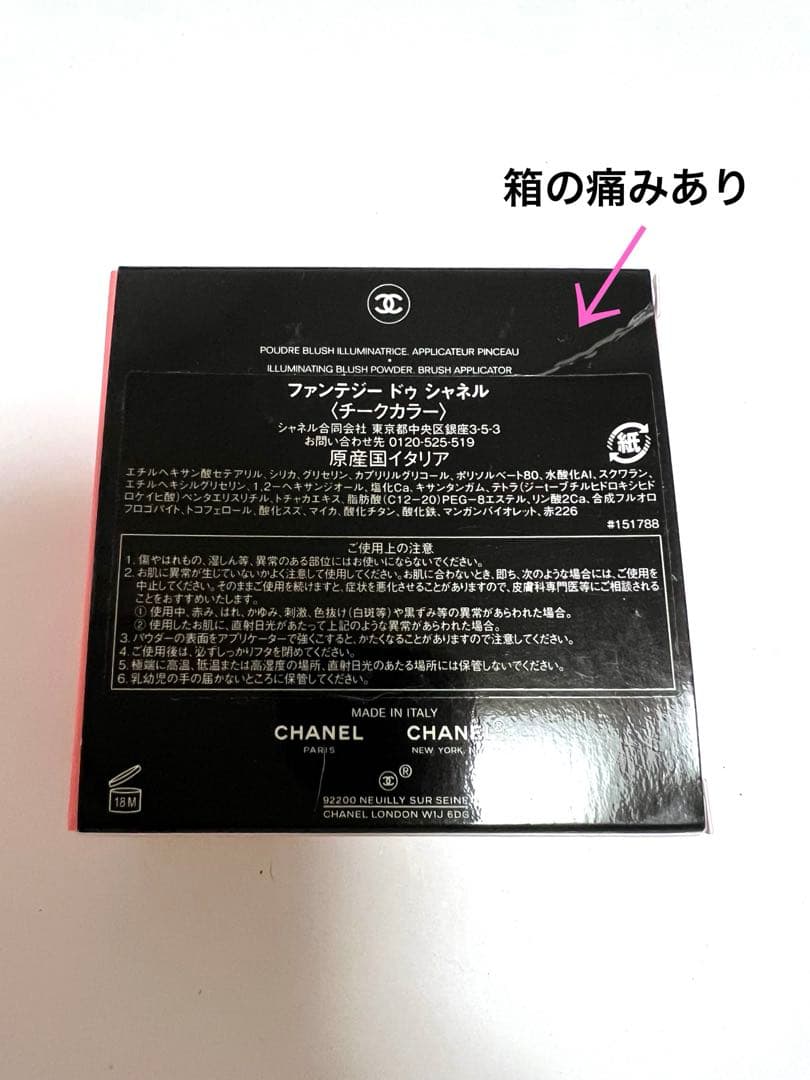 箱の痛みあり
POUDRE BLUSH ILLUMINATRICE. APPLICATEUR PINCEAU
•
ILLUMINATING BLUSH POWDER. BRUSH APPLICATOR
ファンテジー ドゥ シャネル
〈チークカラー〉
シャネル合同会社 東京都中央区銀座3-5-3
お問い合わせ先 0120-525-519
原産国イタリア
紙
エチルヘキサン酸セテアリル、シリカ、グリセリン、カプリリルグリコール、ポリソルベート80、水酸化Al、スクワラン、
エチルヘキシルグリセリン、1,2-ヘキサンジオール、塩化Ca、キサンタンガム、テトラ(ジ-t-ブチルヒドロキシヒド
ロケイヒ酸)ペンタエリスリチル、トチャカエキス、脂肪酸(C12-20)PEG-8エステル、リン酸2Ca、合成フルオロ
フロゴパイト、トコフェロール、酸化スズ、マイカ、酸化チタン、酸化鉄、マンガンバイオレット、赤226
#151788
ご使用上の注意
1. 傷やはれもの、湿しん等、異常のある部位にはお使いにならないでください。
2. お肌に異常が生じていないかよく注意して使用してください。お肌に合わないとき、即ち、次のような場合には、ご使用を
中止してください。そのままご使用を続けますと、症状を悪化させることがありますので、皮膚科専門医等にご相談される
ことをおすすめいたします。
① 使用中、赤み、はれ、かゆみ、刺激、色抜け(白斑等)や黒ずみ等の異常があらわれた場合。
② 使用したお肌に、直射日光があたって上記のような異常があらわれた場合。
3. パウダーの表面をアプリケーターで強くこすると、かたくなることがありますので注意してください。
4. ご使用後は、必ずしっかりフタを閉めてください。
5. 極端に高温、低温または高湿度の場所、直射日光のあたる場所には保管しないでください。
6. 乳幼児の手の届かないところに保管してください。
MADE IN ITALY
CHANEL CHANEL
PARIS NEW YORK,
®
18M
92200 NEUILLY SUR SEINE
CHANEL LONDON W1J 6DG